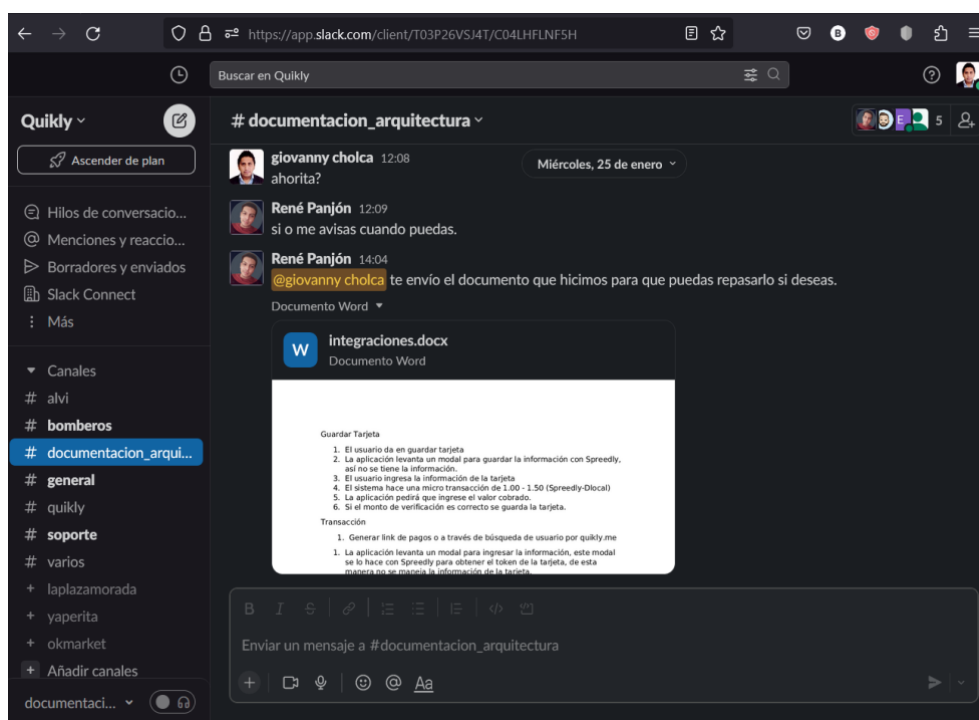 https://app.slack.com/client/T03P26VSJ4T/C04LHFLNF5H
B
Buscar en Quikly
Quikly
Ascender de plan
Hilos de conversacio...
Menciones y reaccio...
Borradores y enviados
Slack Connect
Más
Canales
# alvi
# bomberos
# documentacion_arqui...
# general
# quikly
# soporte
# varios
+ laplazamorada
+ yaperita
+ okmarket
+ Añadir canales
documentaci...
# documentacion_arquitectura
E 5
Miércoles, 25 de enero
giovanny cholca 12:08
ahorita?
René Panjón 12:09
si o me avisas cuando puedas.
René Panjón 14:04
@giovanny cholca te envío el documento que hicimos para que puedas repasarlo si deseas.
Documento Word
W
integraciones.docx
Documento Word
Guardar Tarjeta
1. El usuario da en guardar tarjeta
2. La aplicación levanta un modal para guardar la información con Spreedly,
así no se tiene la información.
3. El usuario ingresa la información de la tarjeta
4. El sistema hace una micro transacción de 1.00 - 1.50 (Spreedly-Dlocal)
5. La aplicación pedirá que ingrese el valor cobrado.
6. Si el monto de verificación es correcto se guarda la tarjeta.
Transacción
1. Generar link de pagos o a través de búsqueda de usuario por quikly.me
1. La aplicación levanta un modal para ingresar la información, este modal
se lo hace con Spreedly para obtener el token de la tarjeta, de esta
manera no se maneja la información de la tarjeta.
B I S
Enviar un mensaje a #documentacion_arquitectura
+ @ Aa